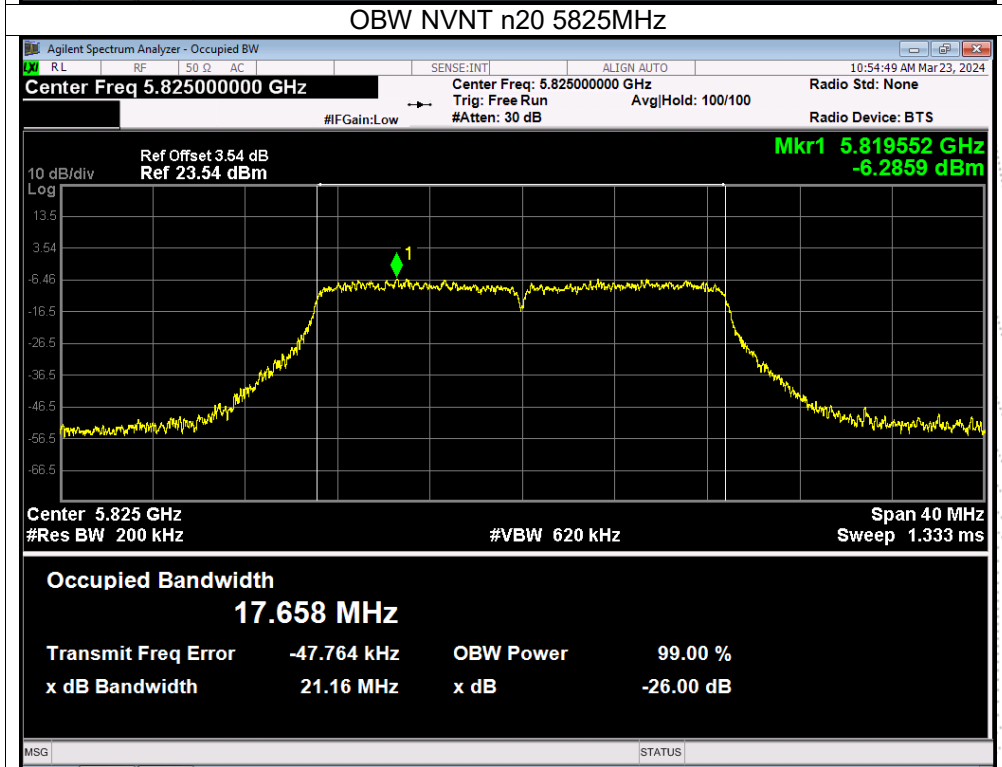 OBW NVNT n20 5825MHz
Agilent Spectrum Analyzer - Occupied BW
LXI RL RF 50 Ω AC SENSE:INT ALIGN AUTO 10:54:49 AM Mar 23, 2024
Center Freq 5.825000000 GHz Center Freq: 5.825000000 GHz Radio Std: None
Trig: Free Run Avg|Hold: 100/100
#IFGain:Low #Atten: 30 dB Radio Device: BTS
Mkr1 5.819552 GHz
-6.2859 dBm
Ref Offset 3.54 dB
10 dB/div Ref 23.54 dBm
Log
13.5
3.54
-6.46
-16.5
-26.5
-36.5
-46.5
-56.5
-66.5
1
Center 5.825 GHz Span 40 MHz
#Res BW 200 kHz #VBW 620 kHz Sweep 1.333 ms
Occupied Bandwidth
17.658 MHz
Transmit Freq Error -47.764 kHz OBW Power 99.00 %
x dB Bandwidth 21.16 MHz x dB -26.00 dB
MSG STATUS